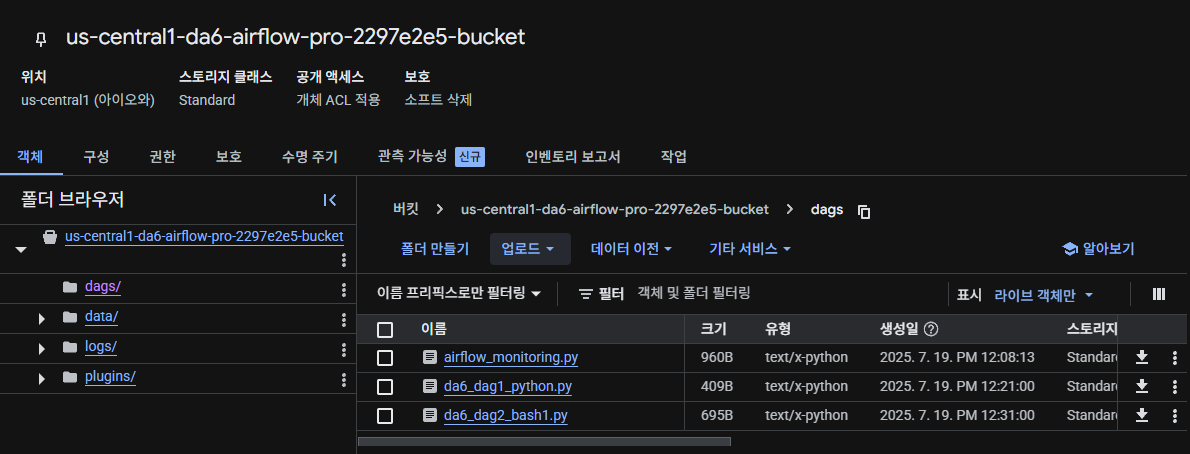 us-central1-da6-airflow-pro-2297e2e5-bucket
위치 스토리지 클래스 공개 액세스 보호
us-central1 (아이오와) Standard 개체 ACL 적용 소프트 삭제
객체 구성 권한 보호 수명 주기 관측 가능성 신규 인벤토리 보고서 작업
폴더 브라우저
us-central1-da6-airflow-pro-2297e2e5-bucket
dags/
data/
logs/
plugins/
버킷 > us-central1-da6-airflow-pro-2297e2e5-bucket > dags
폴더 만들기 업로드 데이터 이전 기타 서비스 알아보기
이름 프리픽스로만 필터링 필터 객체 및 폴더 필터링 표시 라이브 객체만
이름 크기 유형 생성일 스토리지
airflow_monitoring.py 960B text/x-python 2025. 7. 19. PM 12:08:13 Standard
da6_dag1_python.py 409B text/x-python 2025. 7. 19. PM 12:21:00 Standard
da6_dag2_bash1.py 695B text/x-python 2025. 7. 19. PM 12:31:00 Standard